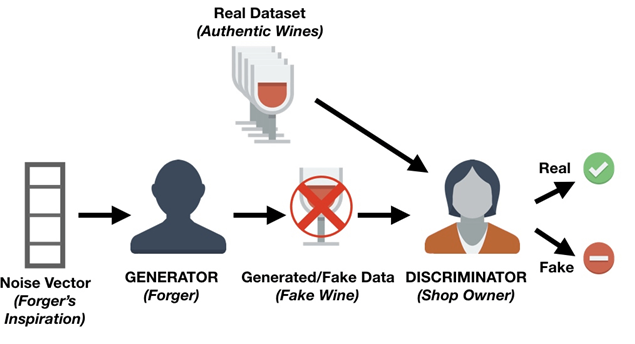 Real Dataset
(Authentic Wines)
Real
Fake
Noise Vector
(Forger's
Inspiration)
GENERATOR
(Forger)
Generated/Fake Data
(Fake Wine)
DISCRIMINATOR
(Shop Owner)